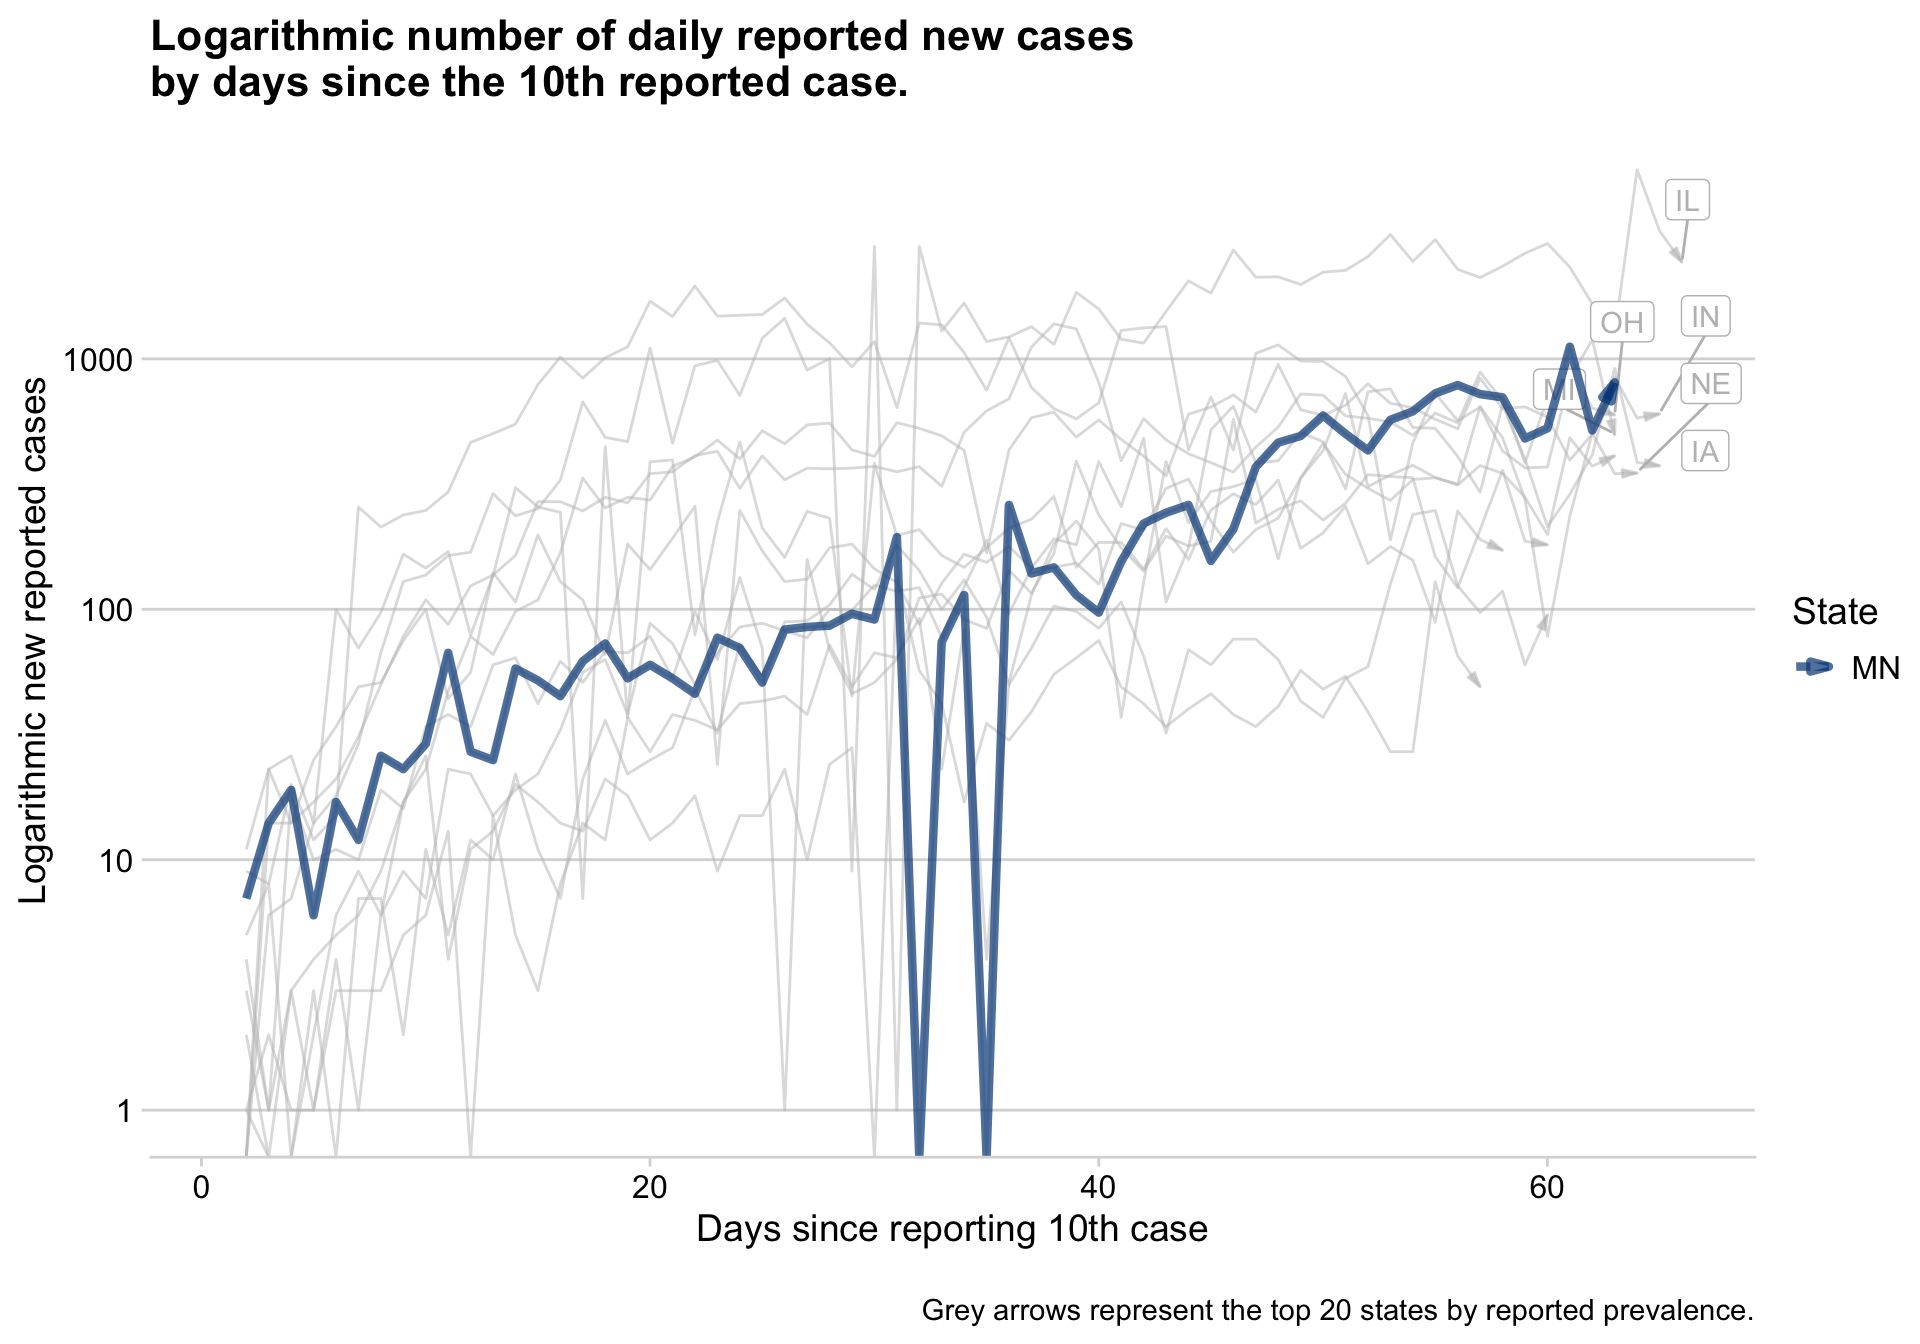 Logarithmic number of daily reported new cases
by days since the 10th reported case.
Logarithmic new reported cases
1000
100
10
1
IL
OH
IN
MI
NE
IA
State
MN
0
20
40
60
Days since reporting 10th case
Grey arrows represent the top 20 states by reported prevalence.